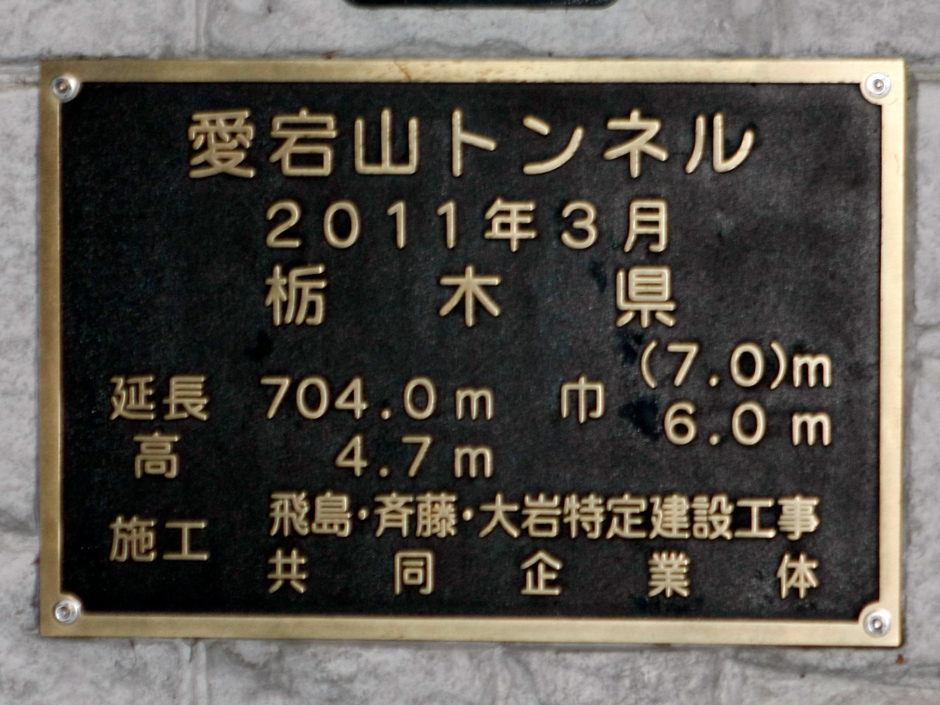 愛宕山トンネル
2011年3月
栃木県
延長 704.0m 巾 (7.0)m
6.0m
高 4.7m
施工 飛島・斉藤・大岩特定建設工事
共同企業体